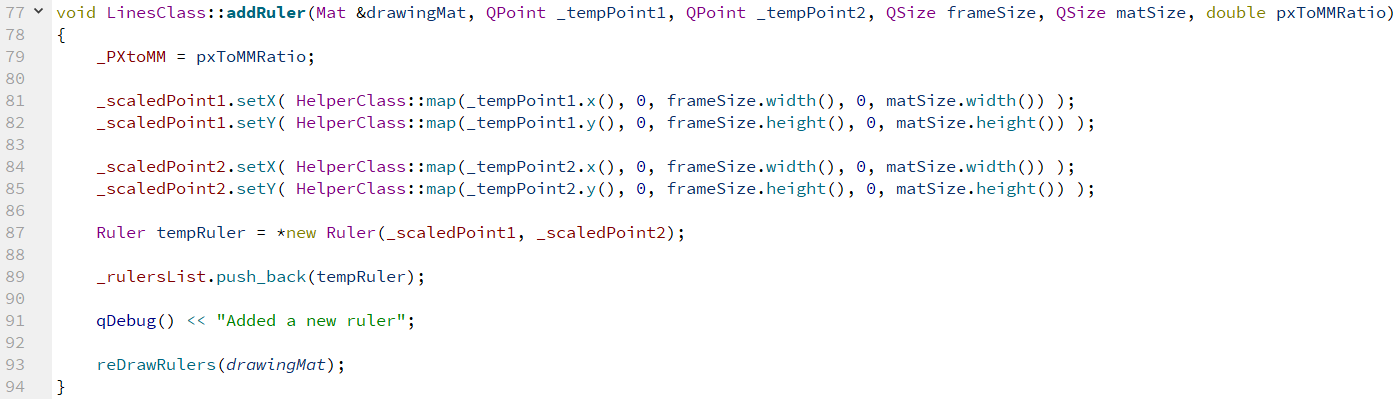 77 void LinesClass::addRuler(Mat &drawingMat, QPoint _tempPoint1, QPoint _tempPoint2, QSize frameSize, QSize matSize, double pxToMMRatio)
78 {
79     _PXtoMM = pxToMMRatio;
80
81     _scaledPoint1.setX( HelperClass::map(_tempPoint1.x(), 0, frameSize.width(), 0, matSize.width()) );
82     _scaledPoint1.setY( HelperClass::map(_tempPoint1.y(), 0, frameSize.height(), 0, matSize.height()) );
83
84     _scaledPoint2.setX( HelperClass::map(_tempPoint2.x(), 0, frameSize.width(), 0, matSize.width()) );
85     _scaledPoint2.setY( HelperClass::map(_tempPoint2.y(), 0, frameSize.height(), 0, matSize.height()) );
86
87     Ruler tempRuler = *new Ruler(_scaledPoint1, _scaledPoint2);
88
89     _rulersList.push_back(tempRuler);
90
91     qDebug() << "Added a new ruler";
92
93     reDrawRulers(drawingMat);
94 }